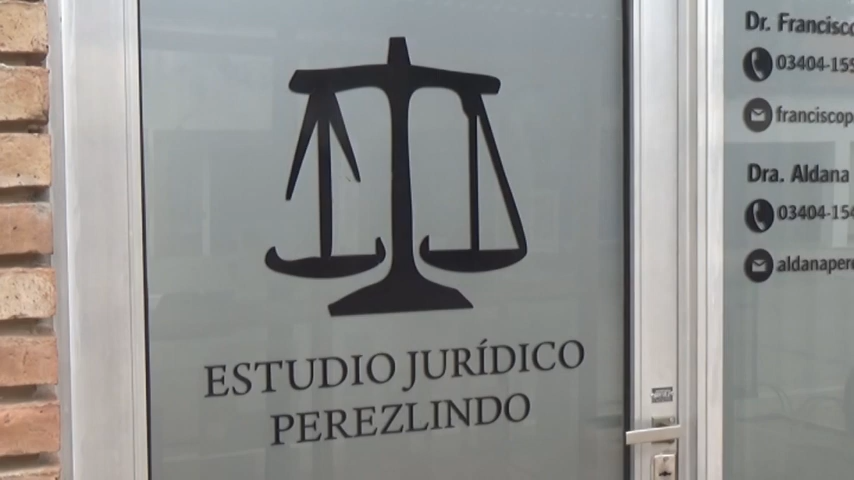 ESTUDIO JURÍDICO
PEREZLINDO
Dr. Francisco
03404-155
franciscop
Dra. Aldana
03404-154
aldanapere